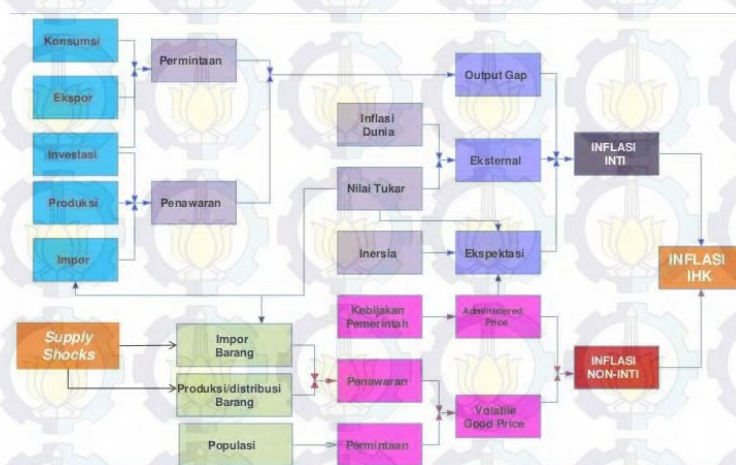 Konsumsi
Permintaan
Ekspor
Output Gap
Inflasi
Dunia
Investasi
Eksternal
INFLASI
INTI
Produksi
Penawaran
Nilai Tukar
Impor
Inersia
Ekspektasi
INFLASI
IHK
Kebijakan
Pemerintah
Administered
Price
Supply
Shocks
Impor
Barang
Produksi/distribusi
Barang
Penawaran
INFLASI
NON-INTI
Volatile
Good Price
Populasi
Permintaan